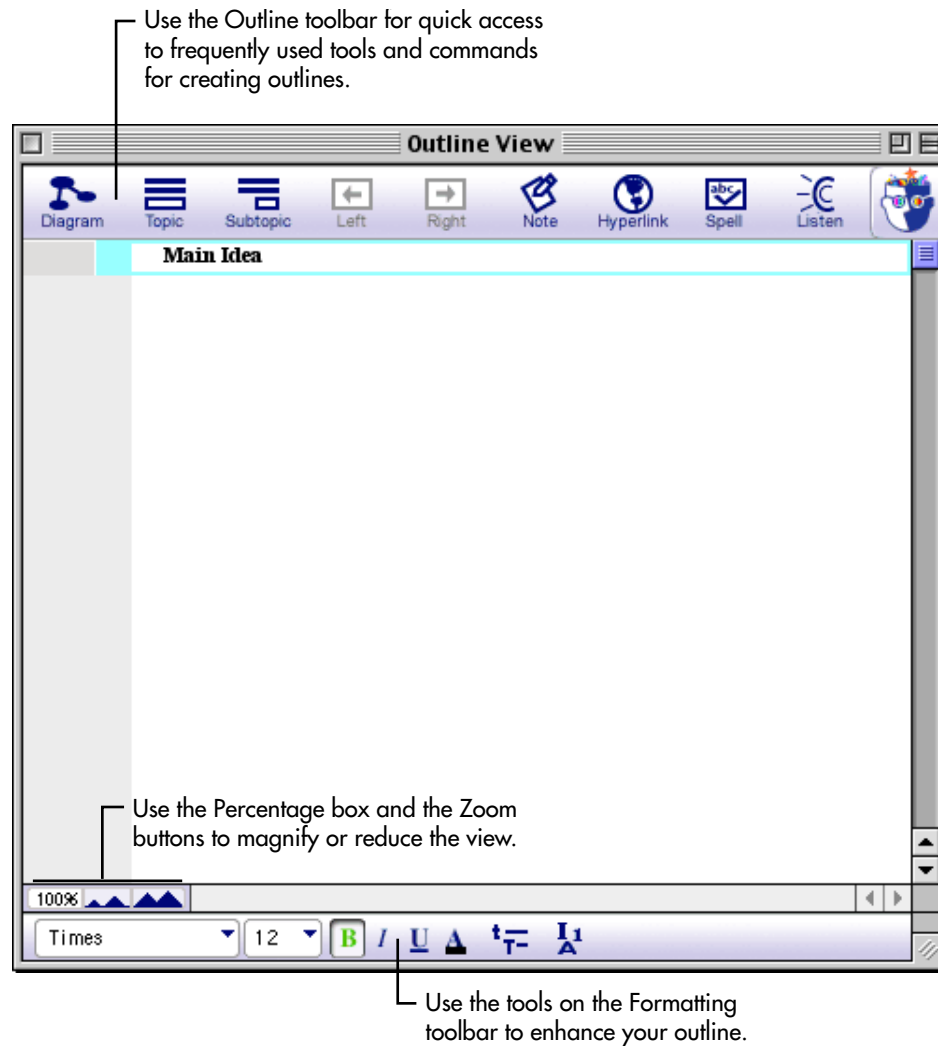 Use the Outline toolbar for quick access
to frequently used tools and commands
for creating outlines.
Outline View
Diagram Topic Subtopic Left Right Note Hyperlink abc Spell Listen
Main Idea
Use the Percentage box and the Zoom
buttons to magnify or reduce the view.
100%
Times 12 B I U A t T I 1 A
Use the tools on the Formatting
toolbar to enhance your outline.